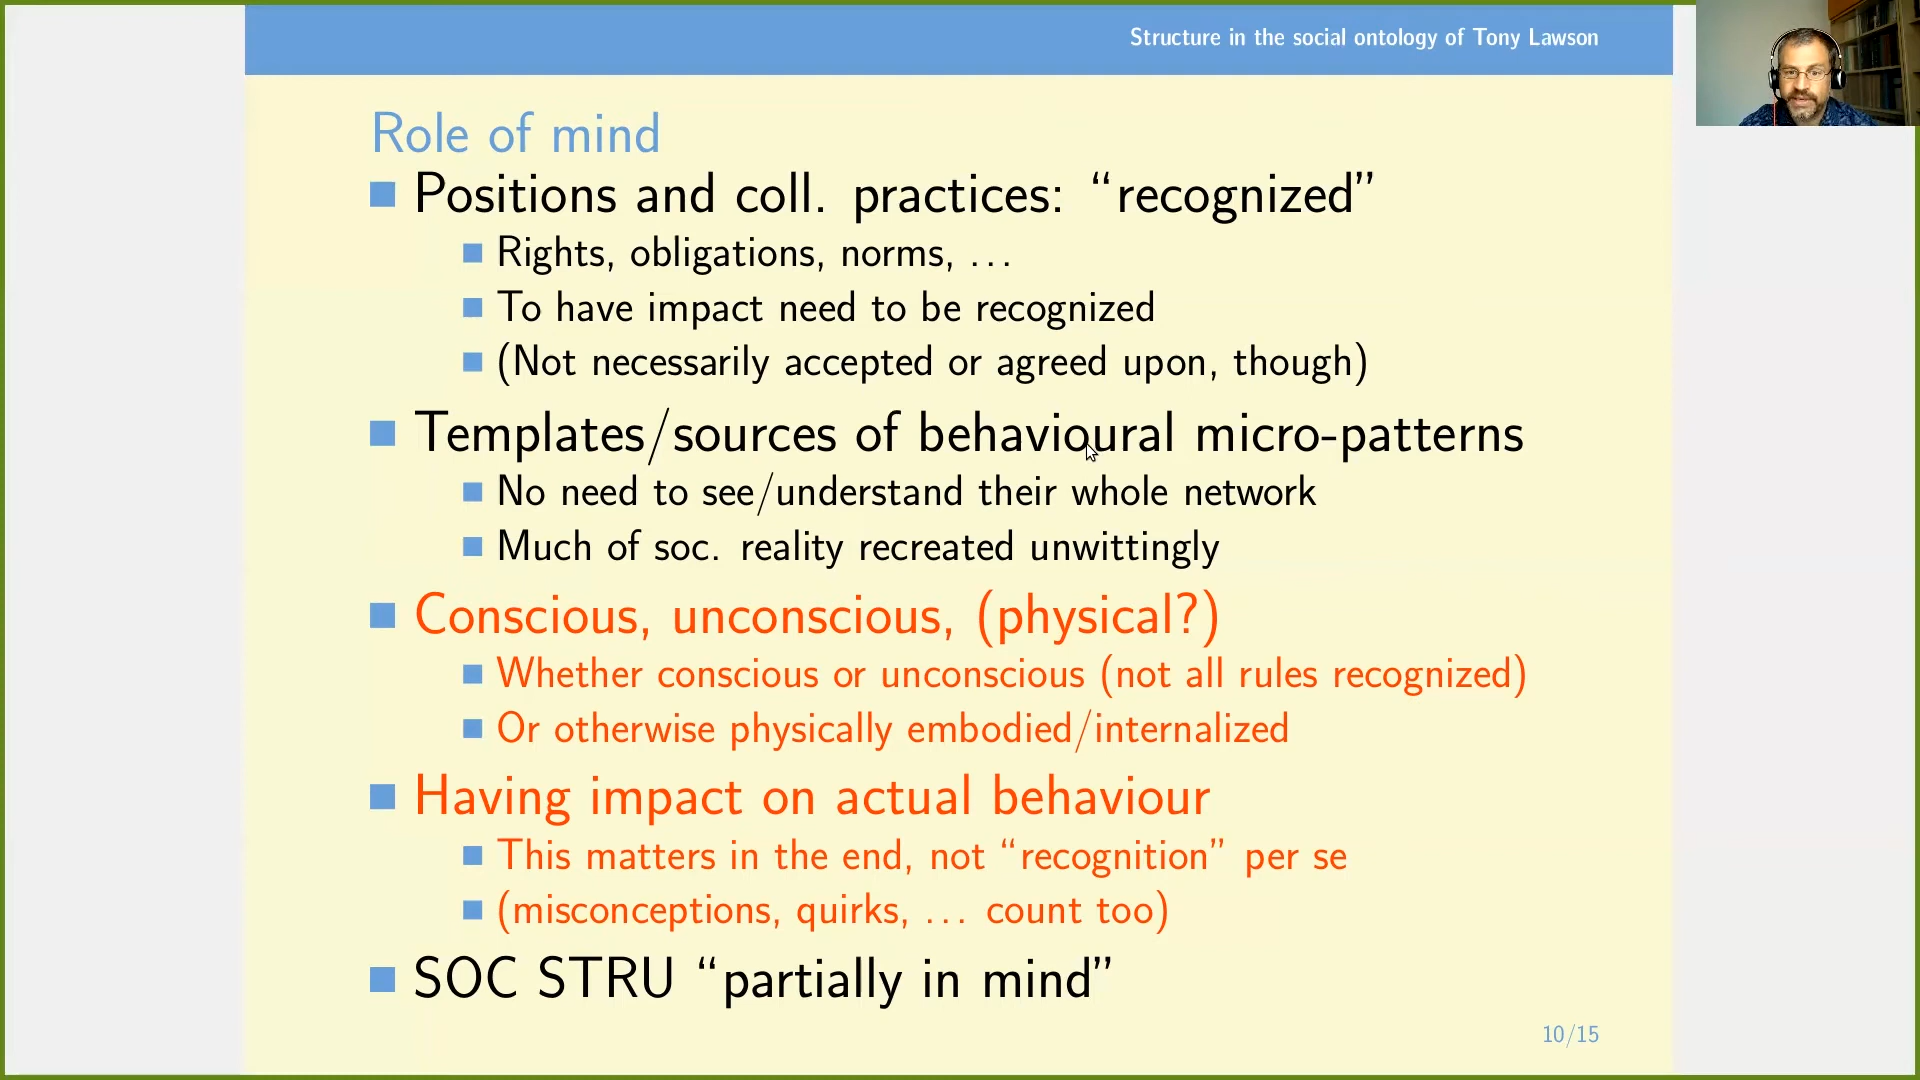 Structure in the social ontology of Tony Lawson
Role of mind
Positions and coll. practices: “recognized”
Rights, obligations, norms, ...
To have impact need to be recognized
(Not necessarily accepted or agreed upon, though)
Templates/sources of behavioural micro-patterns
No need to see/understand their whole network
Much of soc. reality recreated unwittingly
Conscious, unconscious, (physical?)
Whether conscious or unconscious (not all rules recognized)
Or otherwise physically embodied/internalized
Having impact on actual behaviour
This matters in the end, not “recognition” per se
(misconceptions, quirks, ... count too)
SOC STRU “partially in mind”
10/15